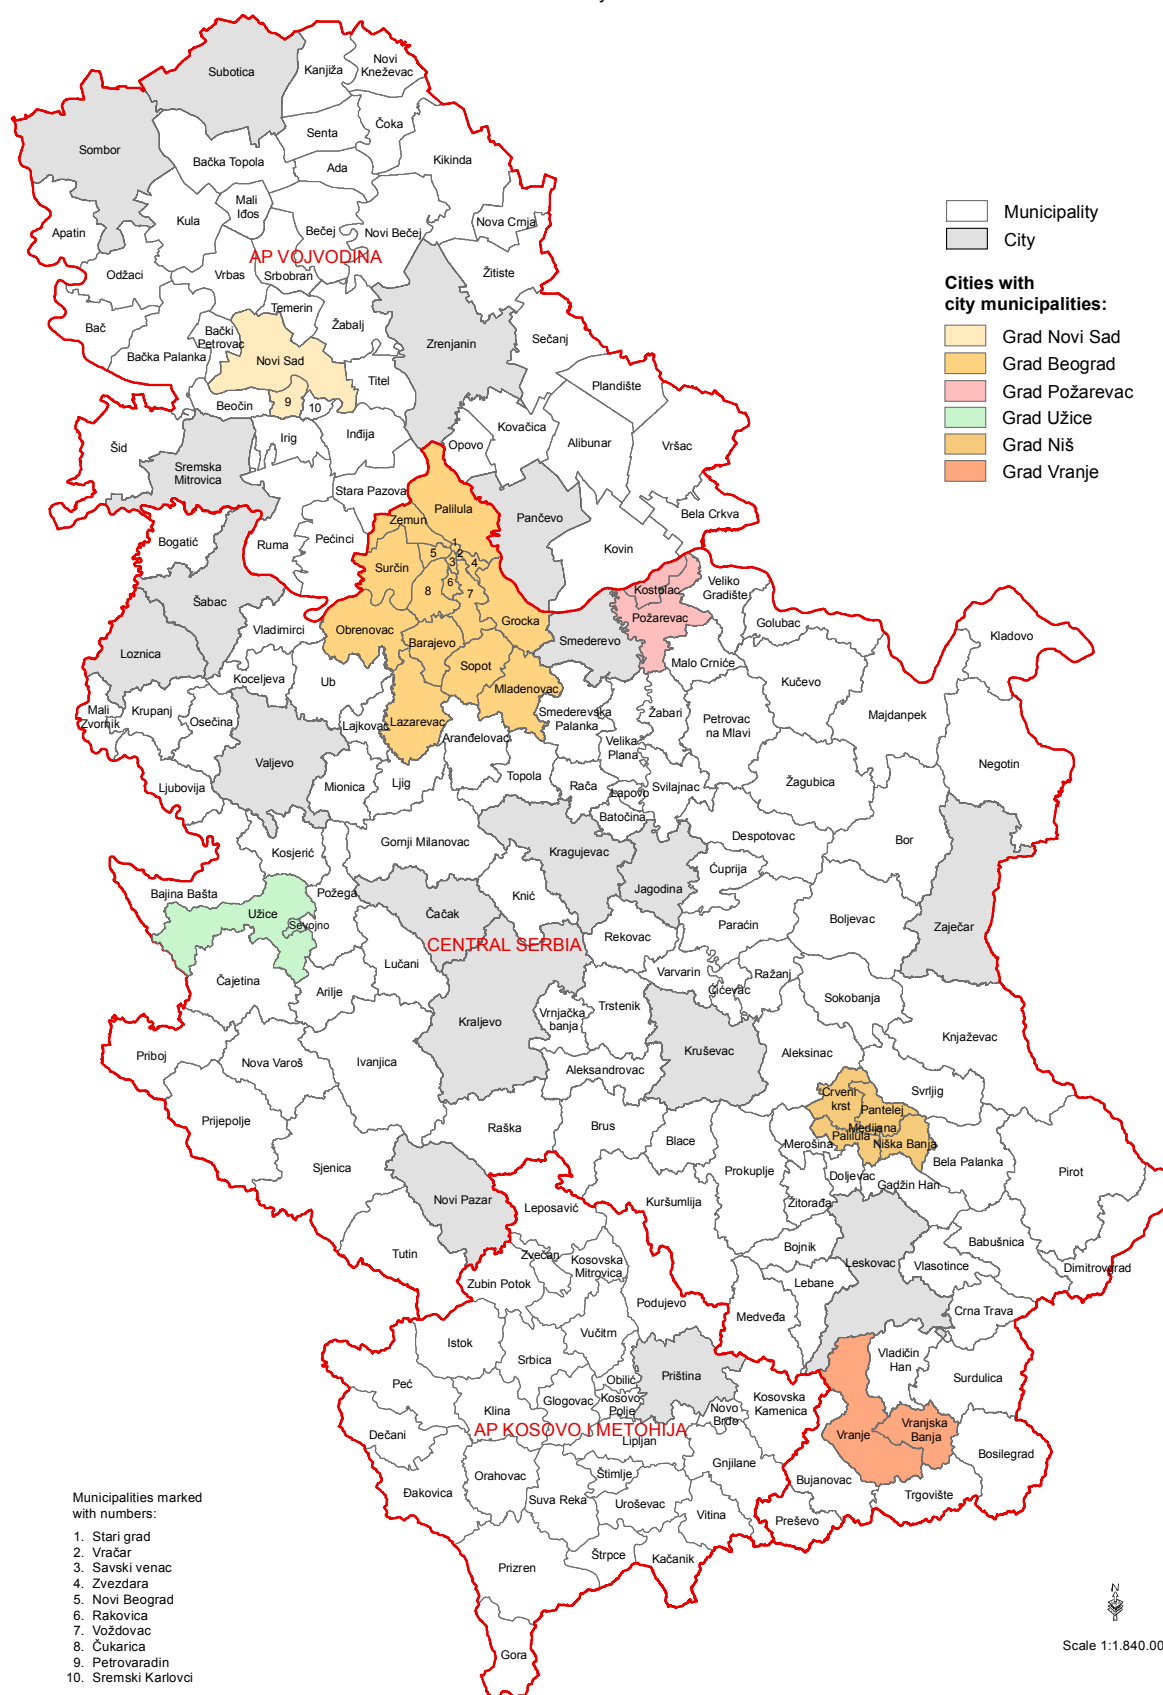 Subotica
Kanjiža
Novi
Kneževac
Sombor
Senta
Čoka
Bačka Topola
Ada
Kikinda
Apatin
Kula
Mali
Iđos
Bečej
Novi Bečej
Nova Crnja
AP VOJVODINA
Odžaci
Vrbas
Srbobran
Žitište
Temerin
Žabalj
Bač
Bački
Petrovac
Bačka Palanka
Novi Sad
Zrenjanin
Sečanj
Titel
Plandište
Beočin
9
10
Šid
Irig
Inđija
Opovo
Kovačica
Alibunar
Vršac
Sremska
Mitrovica
Stara Pazova
Palilula
Pančevo
Bela Crkva
Zemun
Bogatić
Ruma
Pećinci
Kovin
1
2
3
4
5
6
7
8
Surčin
Šabac
Kostolac
Veliko
Gradište
Požarevac
Golubac
Kladovo
Vladimirci
Obrenovac
Barajevo
Grocka
Smederevo
Loznica
Koceljeva
Ub
Sopot
Malo Crniće
Kučevo
Mladenovac
Mali
Zvornik
Krupanj
Osečina
Lajkovac
Lazarevac
Smederevska
Palanka
Žabari
Petrovac
na Mlavi
Majdanpek
Aranđelovac
Velika
Plana
Valjevo
Negotin
Ljubovija
Mionica
Ljig
Topola
Rača
Lapovo
Svilajnac
Žagubica
Batočina
Kosjerić
Gornji Milanovac
Kragujevac
Despotovac
Bor
Bajina Bašta
Požega
Knić
Jagodina
Ćuprija
Užice
Sevojno
Čačak
Paraćin
Boljevac
Zaječar
CENTRAL SERBIA
Rekovac
Lučani
Čajetina
Arilje
Varvarin
Ćićevac
Ražanj
Sokobanja
Kraljevo
Vrnjačka
banja
Trstenik
Kruševac
Knjaževac
Priboj
Nova Varoš
Ivanjica
Aleksandrovac
Aleksinac
Svrljig
Crveni
krst
Pantelej
Medijana
Palilula
Niška Banja
Prijepolje
Raška
Brus
Blace
Merošina
Sjenica
Prokuplje
Doljevac
Gadžin Han
Bela Palanka
Pirot
Novi Pazar
Leposavić
Kuršumlija
Žitorađa
Tutin
Zvečan
Kosovska
Mitrovica
Bojnik
Leskovac
Vlasotince
Babušnica
Dimitrovgrad
Zubin Potok
Lebane
Podujevo
Medveđa
Crna Trava
Istok
Vučitrn
Srbica
Vladičin
Han
Surdulica
Peć
Obilić
Priština
Klina
Glogovac
Kosovo
Polje
Novo
Brdo
Kosovska
Kamenica
Dečani
AP KOSOVO I METOHIJA
Lipljan
Vranje
Vranjska
Banja
Bosilegrad
Gnjilane
Đakovica
Orahovac
Suva Reka
Štimlje
Uroševac
Bujanovac
Trgovište
Vitina
Preševo
Prizren
Štrpce
Kačanik
Gora
Municipality
City
Cities with
city municipalities:
Grad Novi Sad
Grad Beograd
Grad Požarevac
Grad Užice
Grad Niš
Grad Vranje
Municipalities marked
with numbers:
1. Stari grad
2. Vračar
3. Savski venac
4. Zvezdara
5. Novi Beograd
6. Rakovica
7. Voždovac
8. Čukarica
9. Petrovaradin
10. Sremski Karlovci
N
Scale 1:1.840.00